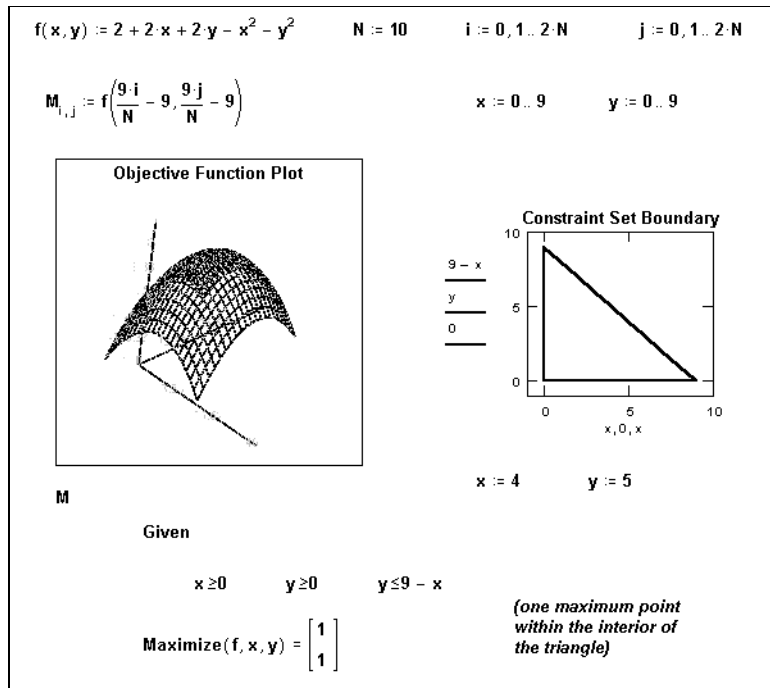 f(x,y) := 2 + 2·x + 2·y − x² − y²     N := 10     i := 0, 1 .. 2·N     j := 0, 1 .. 2·N
M i,j := f(9·i/N − 9, 9·j/N − 9)     x := 0 .. 9     y := 0 .. 9
Objective Function Plot
Constraint Set Boundary
9 − x
y
0
10
5
0
0 5 10
x,0,x
x := 4     y := 5
M
Given
x ≥ 0     y ≥ 0     y ≤ 9 − x
Maximize(f, x, y) = [1
1]
(one maximum point
within the interior of
the triangle)